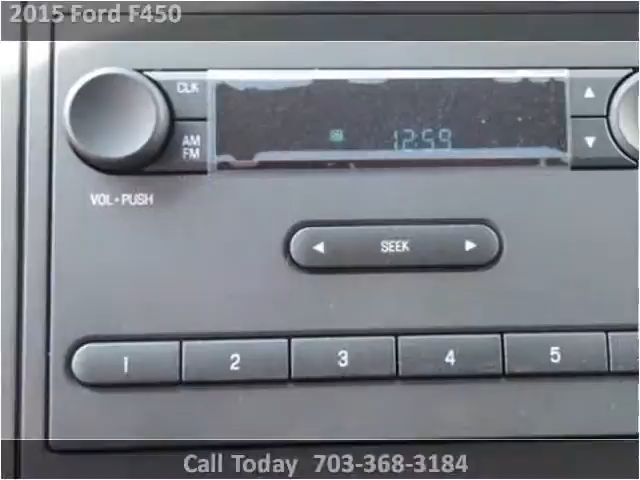 2015 Ford F450
CLK
AM
FM
12:59
▲
▼
VOL • PUSH
◀ SEEK ▶
1 2 3 4 5
Call Today 703-368-3184